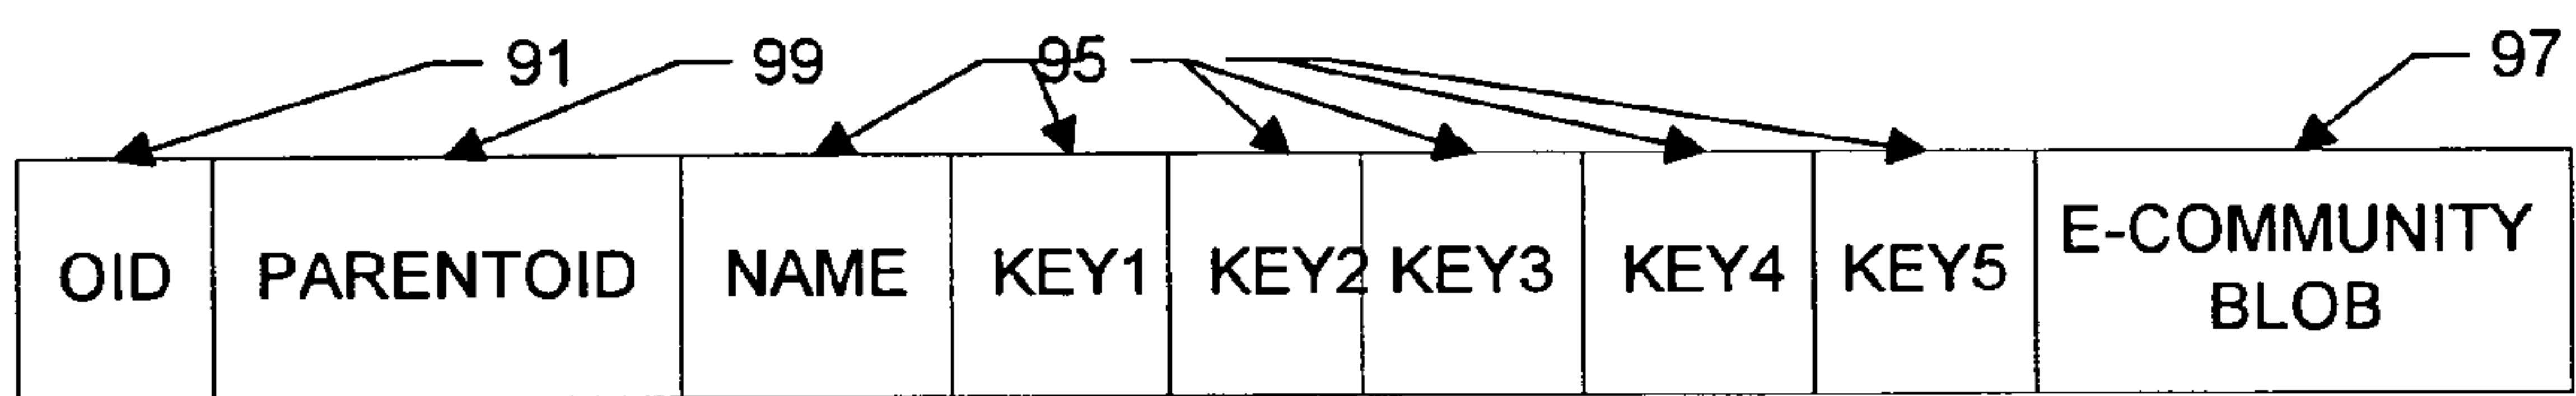 91 99 95 97
OID PARENTOID NAME KEY1 KEY2 KEY3 KEY4 KEY5 E-COMMUNITY
BLOB